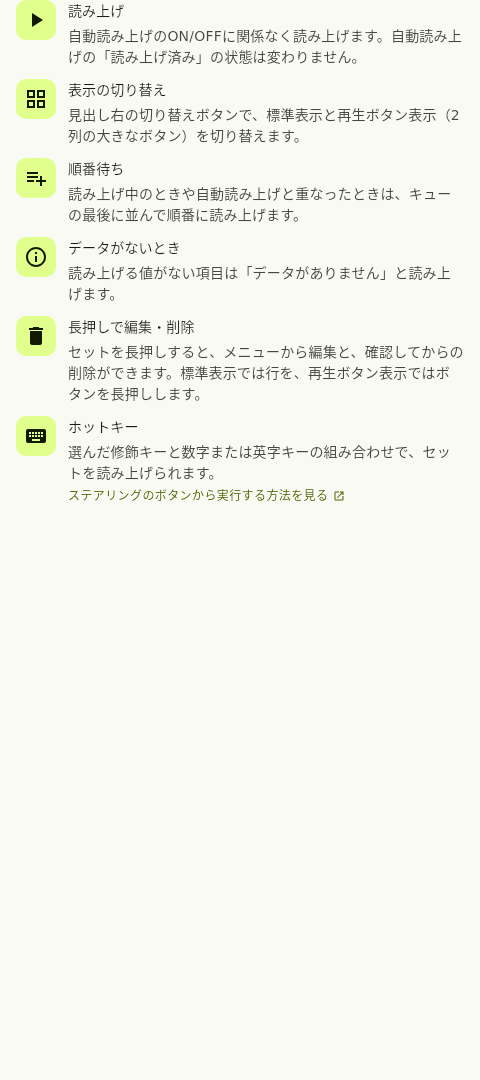 読み上げ
自動読み上げのON/OFFに関係なく読み上げます。自動読み上
げの「読み上げ済み」の状態は変わりません。
表示の切り替え
見出し右の切り替えボタンで、標準表示と再生ボタン表示（2
列の大きなボタン）を切り替えます。
順番待ち
読み上げ中のときや自動読み上げと重なったときは、キュー
の最後に並んで順番に読み上げます。
データがないとき
読み上げる値がない項目は「データがありません」と読み上
げます。
長押しで編集・削除
セットを長押しすると、メニューから編集と、確認してからの
削除ができます。標準表示では行を、再生ボタン表示ではボ
タンを長押しします。
ホットキー
選んだ修飾キーと数字または英字キーの組み合わせで、セッ
トを読み上げられます。
ステアリングのボタンから実行する方法を見る